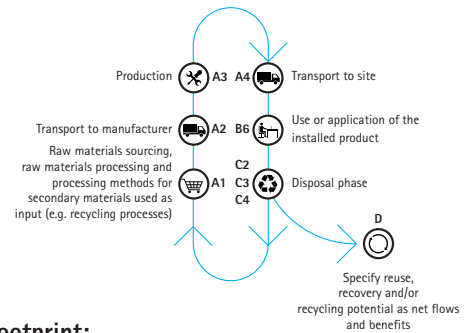 Production
A3
A4
Transport to site
Transport to manufacturer
A2
B6
Use or application of the
installed product
Raw materials sourcing,
raw materials processing and
processing methods for
secondary materials used as
input (e.g. recycling processes)
A1
C2
C3
C4
Disposal phase
D
Specify reuse,
recovery and/or
recycling potential as net flows
and benefits